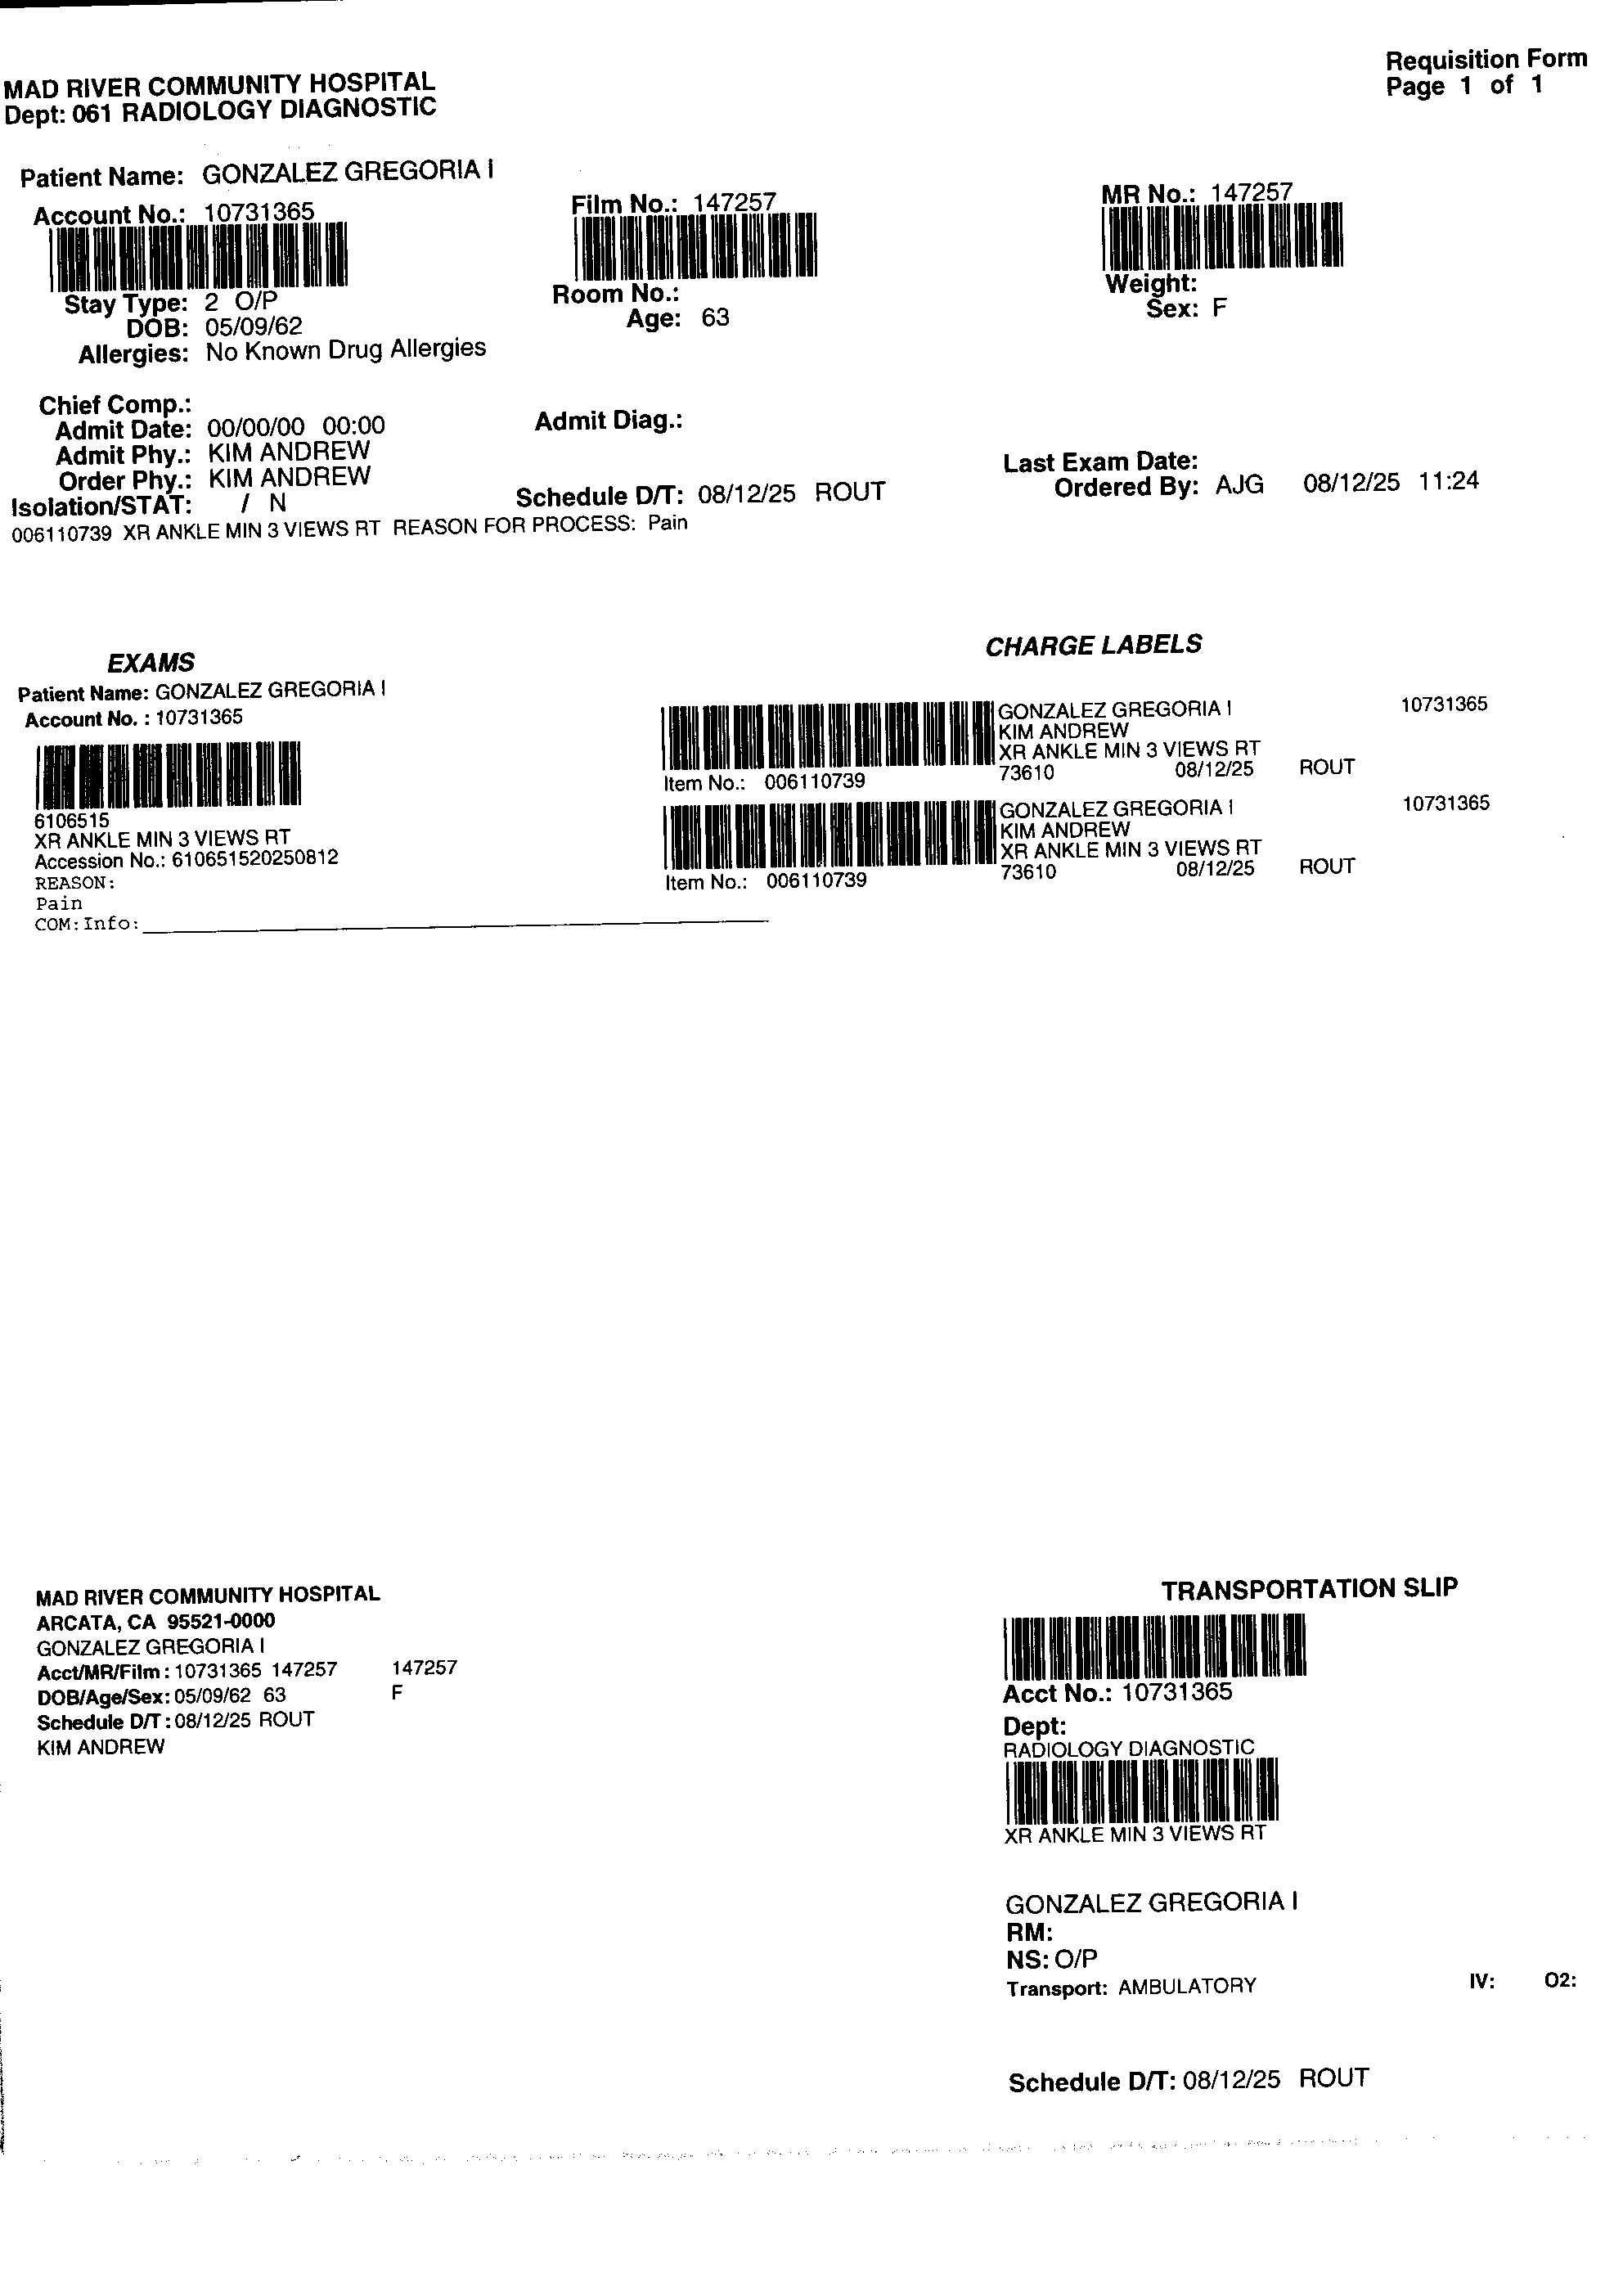 Requisition Form
Page 1 of 1
MAD RIVER COMMUNITY HOSPITAL
Dept: 061 RADIOLOGY DIAGNOSTIC
Patient Name: GONZALEZ GREGORIA I
Account No.: 10731365
Film No.: 147257
MR No.: 147257
Stay Type: 2 O/P
Room No.:
Weight:
DOB: 05/09/62
Age: 63
Sex: F
Allergies: No Known Drug Allergies
Chief Comp.:
Admit Date: 00/00/00 00:00
Admit Diag.:
Admit Phy.: KIM ANDREW
Order Phy.: KIM ANDREW
Last Exam Date:
Isolation/STAT: / N
Schedule D/T: 08/12/25 ROUT
Ordered By: AJG 08/12/25 11:24
006110739 XR ANKLE MIN 3 VIEWS RT REASON FOR PROCESS: Pain
EXAMS
Patient Name: GONZALEZ GREGORIA I
Account No. : 10731365
6106515
XR ANKLE MIN 3 VIEWS RT
Accession No.: 610651520250812
REASON:
Pain
COM: Info:
CHARGE LABELS
GONZALEZ GREGORIA I 10731365
KIM ANDREW
XR ANKLE MIN 3 VIEWS RT
Item No.: 006110739 73610 08/12/25 ROUT
GONZALEZ GREGORIA I 10731365
KIM ANDREW
XR ANKLE MIN 3 VIEWS RT
Item No.: 006110739 73610 08/12/25 ROUT
MAD RIVER COMMUNITY HOSPITAL
ARCATA, CA 95521-0000
GONZALEZ GREGORIA I
Acct/MR/Film : 10731365 147257 147257
DOB/Age/Sex: 05/09/62 63 F
Schedule D/T : 08/12/25 ROUT
KIM ANDREW
TRANSPORTATION SLIP
Acct No.: 10731365
Dept:
RADIOLOGY DIAGNOSTIC
XR ANKLE MIN 3 VIEWS RT
GONZALEZ GREGORIA I
RM:
NS: O/P
Transport: AMBULATORY IV: O2:
Schedule D/T: 08/12/25 ROUT